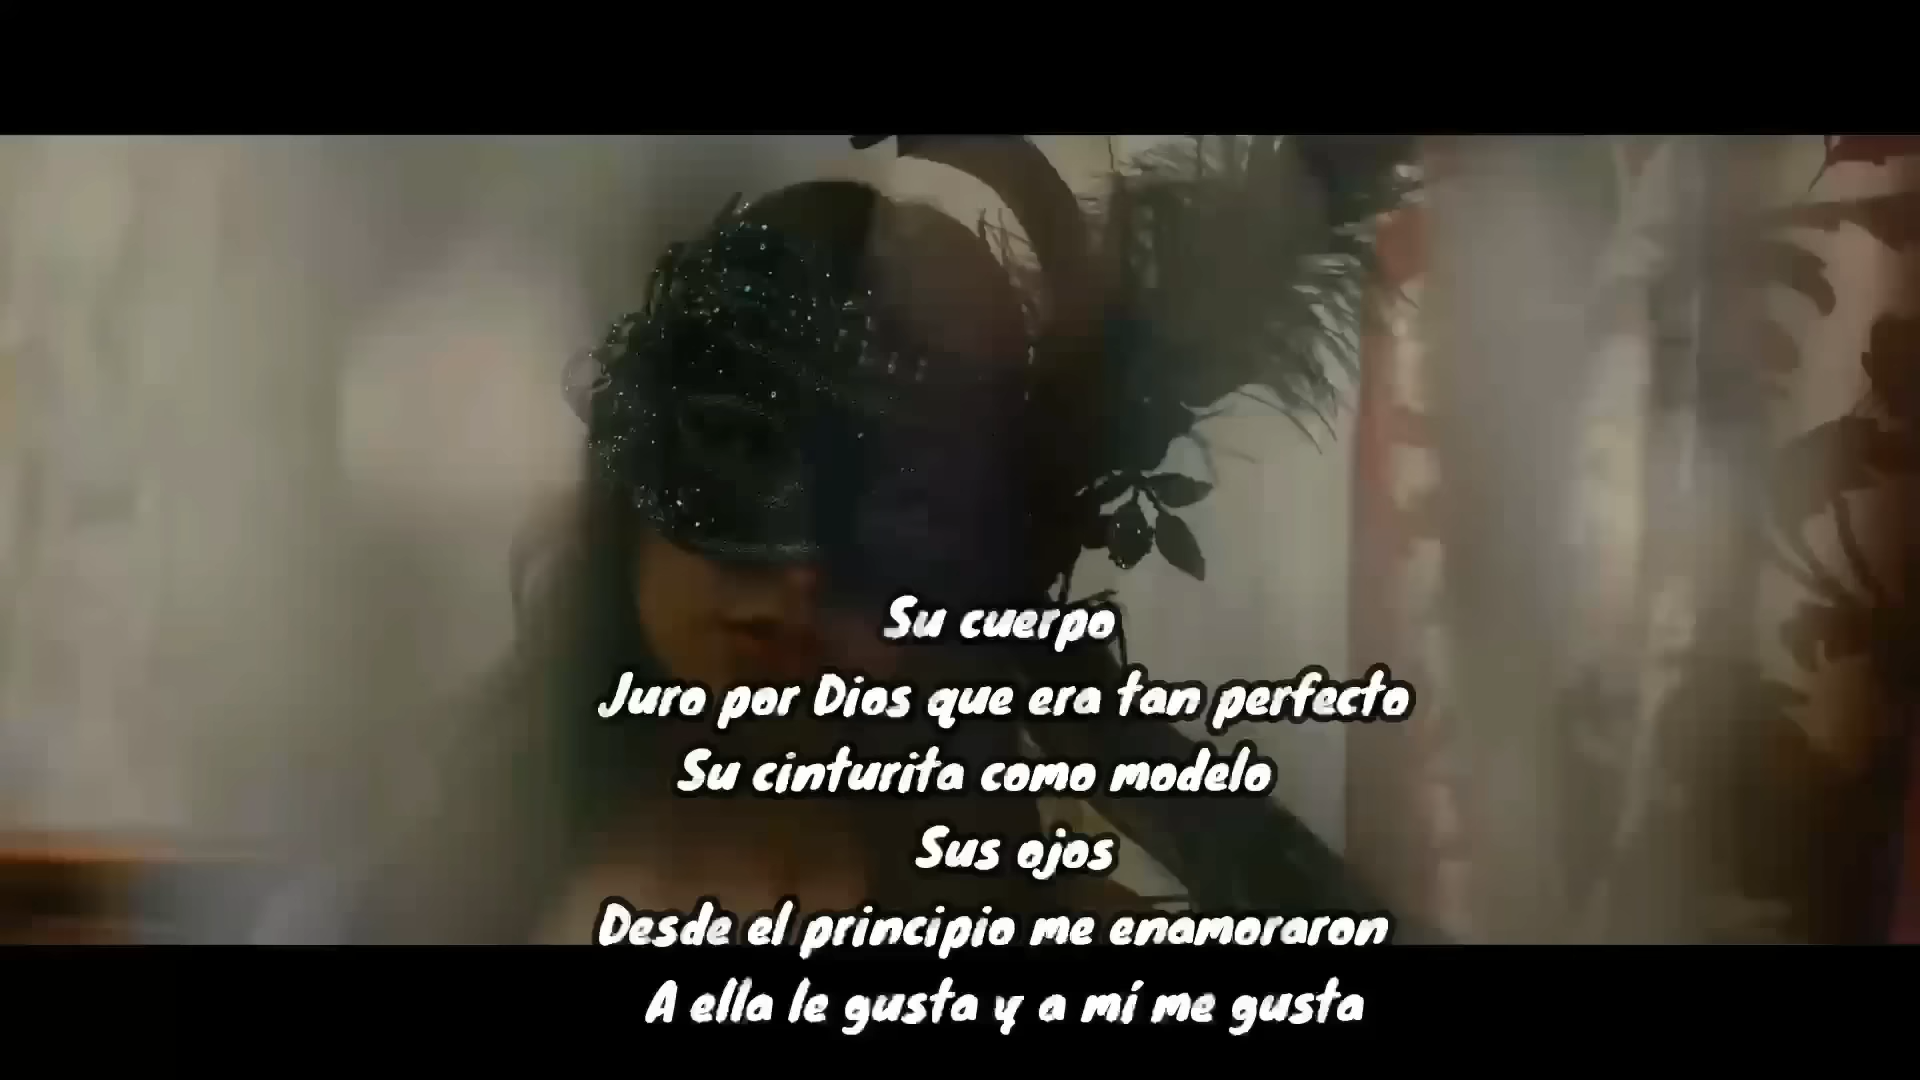 Su cuerpo
Juro por Dios que era tan perfecto
Su cinturita como modelo
Sus ojos
Desde el principio me enamoraron
A ella le gusta y a mí me gusta